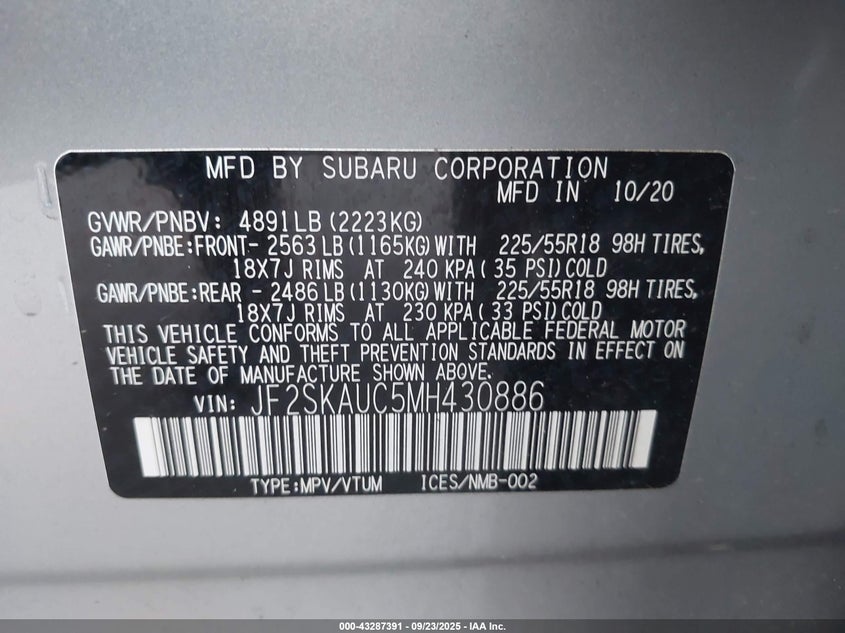 MFD BY SUBARU CORPORATION
MFD IN 10/20
GVWR/PNBV: 4891LB (2223KG)
GAWR/PNBE:FRONT- 2563LB (1165KG) WITH 225/55R18 98H TIRES,
18X7J RIMS AT 240 KPA (35 PSI) COLD
GAWR/PNBE:REAR - 2486LB (1130KG) WITH 225/55R18 98H TIRES,
18X7J RIMS AT 230 KPA (33 PSI) COLD
THIS VEHICLE CONFORMS TO ALL APPLICABLE FEDERAL MOTOR
VEHICLE SAFETY AND THEFT PREVENTION STANDARDS IN EFFECT ON
THE DATE OF MANUFACTURE SHOWN ABOVE.
VIN: JF2SKAUC5MH430886
TYPE:MPV/VTUM ICES/NMB-002
000-43287391 - 09/23/2025 - IAA Inc.